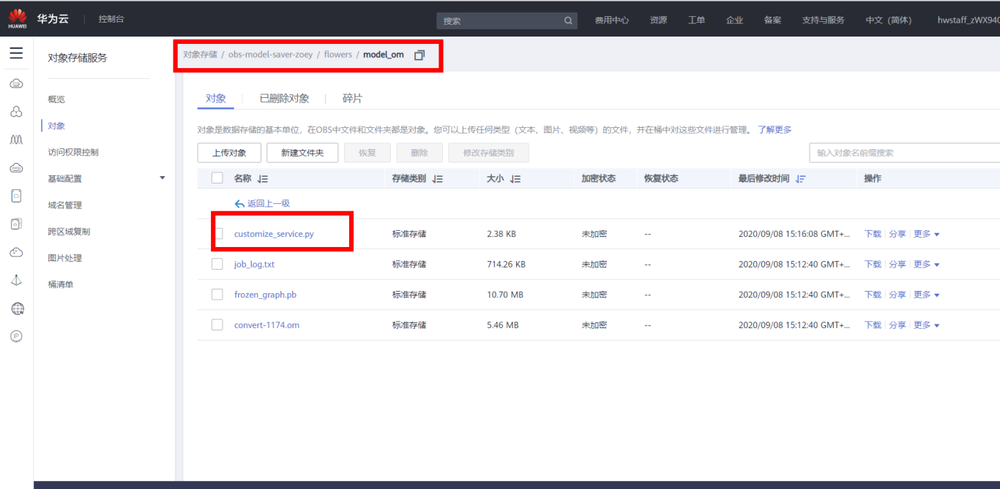 HUAWEI 华为云 控制台 搜索 费用中心 资源 工单 企业 备案 支持与服务 中文（简体） hwstaff_zWX940
对象存储服务
概览
对象
访问权限控制
基础配置
域名管理
跨区域复制
图片处理
桶清单
对象存储 / obs-model-saver-zoey / flowers / model_om
对象 已删除对象 碎片
对象是数据存储的基本单位，在OBS中文件和文件夹都是对象。您可以上传任何类型（文本、图片、视频等）的文件，并在桶中对这些文件进行管理。 了解更多
上传对象 新建文件夹 恢复 删除 修改存储类别 输入对象名前缀搜索
名称 存储类别 大小 加密状态 恢复状态 最后修改时间 操作
返回上一级
customize_service.py 标准存储 2.38 KB 未加密 -- 2020/09/08 15:16:08 GMT+... 下载 分享 更多
job_log.txt 标准存储 714.26 KB 未加密 -- 2020/09/08 15:12:40 GMT+... 下载 分享 更多
frozen_graph.pb 标准存储 10.70 MB 未加密 -- 2020/09/08 15:12:40 GMT+... 下载 分享 更多
convert-1174.om 标准存储 5.46 MB 未加密 -- 2020/09/08 15:12:40 GMT+... 下载 分享 更多
IP